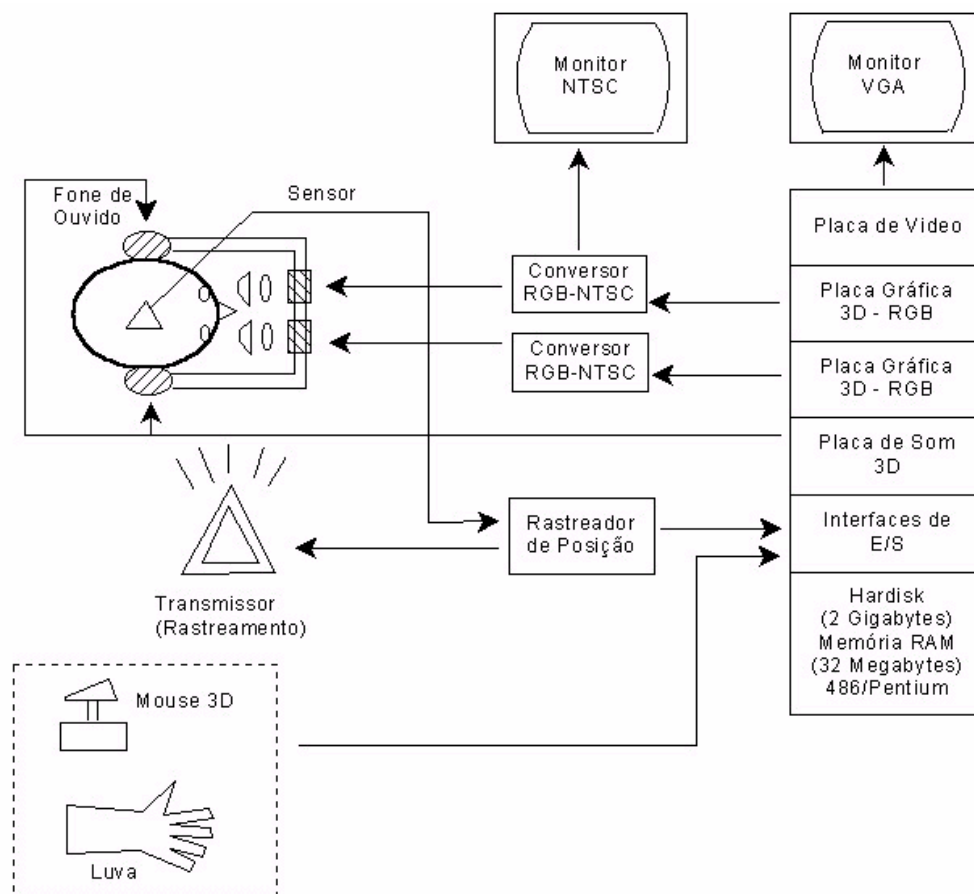 Monitor
NTSC
Monitor
VGA
Fone de
Ouvido
Sensor
Placa de Video
Conversor
RGB-NTSC
Placa Gráfica
3D - RGB
Conversor
RGB-NTSC
Placa Gráfica
3D - RGB
Placa de Som
3D
Rastreador
de Posição
Interfaces de
E/S
Transmissor
(Rastreamento)
Hardisk
(2 Gigabytes)
Memória RAM
(32 Megabytes)
486/Pentium
Mouse 3D
Luva